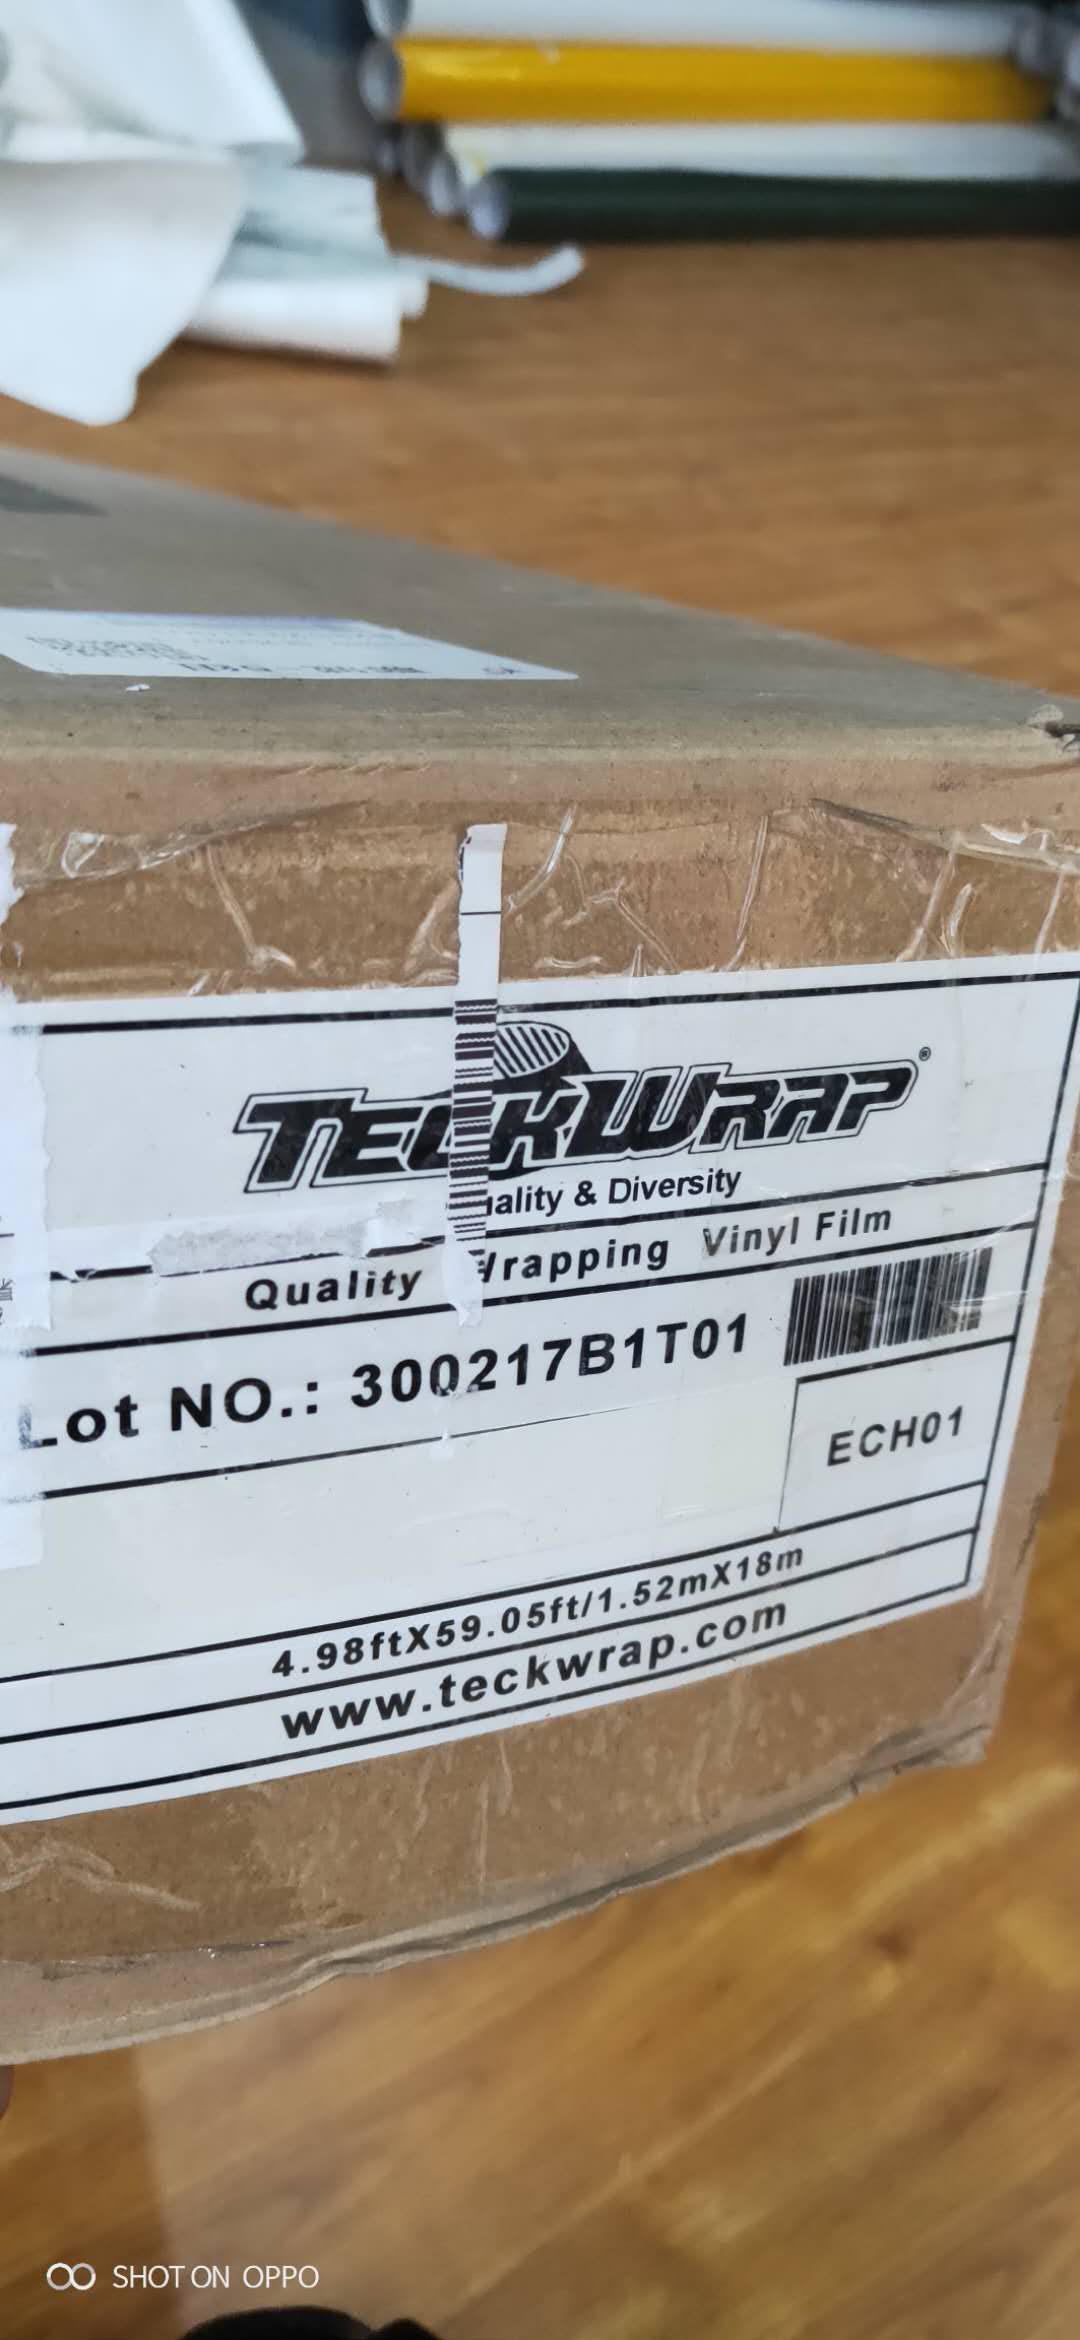 TECKWRAP®
uality & Diversity
Quality Wrapping Vinyl Film
Lot NO.: 300217B1T01
ECH01
4.98ftX59.05ft/1.52mX18m
www.teckwrap.com
SHOT ON OPPO